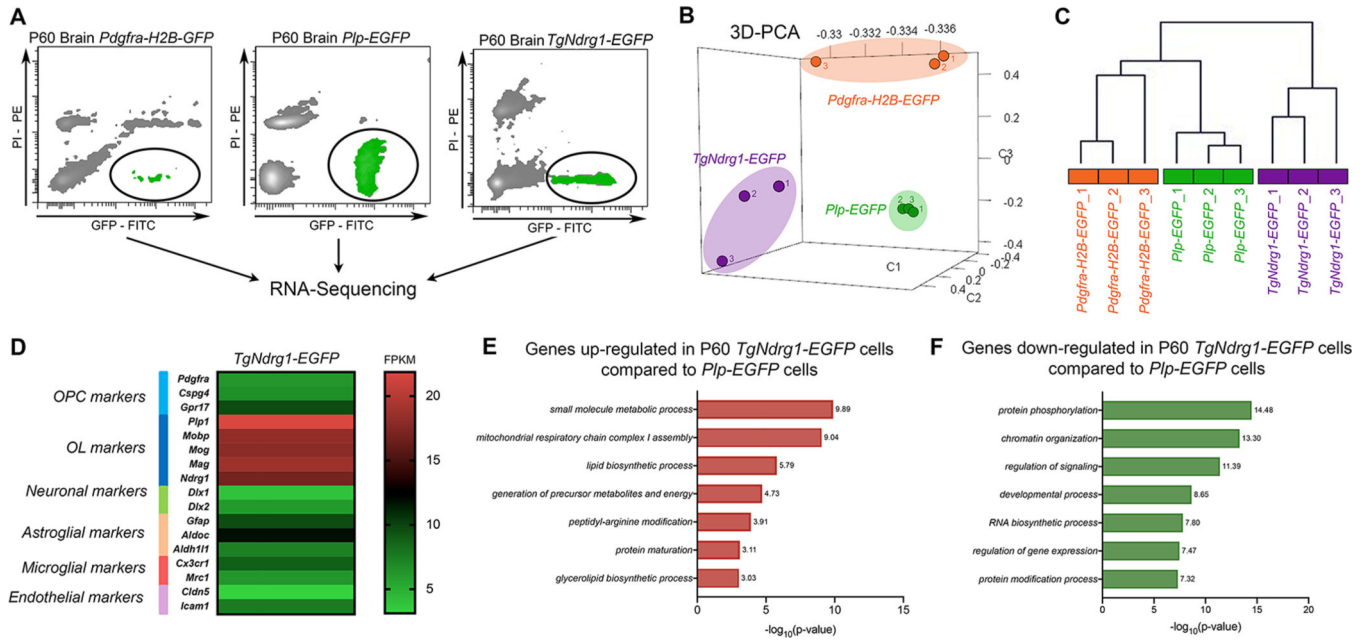 A
P60 Brain Pdgfra-H2B-GFP
P60 Brain Plp-EGFP
P60 Brain TgNdrg1-EGFP
PI - PE
PI - PE
PI - PE
GFP - FITC
GFP - FITC
GFP - FITC
RNA-Sequencing
B
3D-PCA
-0.33
-0.332
-0.334
-0.336
3
2
1
Pdgfra-H2B-EGFP
TgNdrg1-EGFP
2
1
3
Plp-EGFP
2
3
1
0.4
0.2
C3
0
-0.2
-0.4
C1
-0.4
-0.2
0
0.2
0.4
C2
C
Pdgfra-H2B-EGFP_1
Pdgfra-H2B-EGFP_2
Pdgfra-H2B-EGFP_3
Plp-EGFP_1
Plp-EGFP_2
Plp-EGFP_3
TgNdrg1-EGFP_1
TgNdrg1-EGFP_2
TgNdrg1-EGFP_3
D
TgNdrg1-EGFP
FPKM
OPC markers
Pdgfra
Cspg4
Gpr17
OL markers
Plp1
Mobp
Mog
Mag
Ndrg1
Neuronal markers
Dlx1
Dlx2
Astroglial markers
Gfap
Aldoc
Aldh1l1
Microglial markers
Cx3cr1
Mrc1
Endothelial markers
Cldn5
Icam1
20
15
10
5
E
Genes up-regulated in P60 TgNdrg1-EGFP cells
compared to Plp-EGFP cells
small molecule metabolic process 9.89
mitochondrial respiratory chain complex I assembly 9.04
lipid biosynthetic process 5.79
generation of precursor metabolites and energy 4.73
peptidyl-arginine modification 3.91
protein maturation 3.11
glycerolipid biosynthetic process 3.03
0 5 10 15
-log10(p-value)
F
Genes down-regulated in P60 TgNdrg1-EGFP cells
compared to Plp-EGFP cells
protein phosphorylation 14.48
chromatin organization 13.30
regulation of signaling 11.39
developmental process 8.65
RNA biosynthetic process 7.80
regulation of gene expression 7.47
protein modification process 7.32
0 5 10 15 20
-log10(p-value)